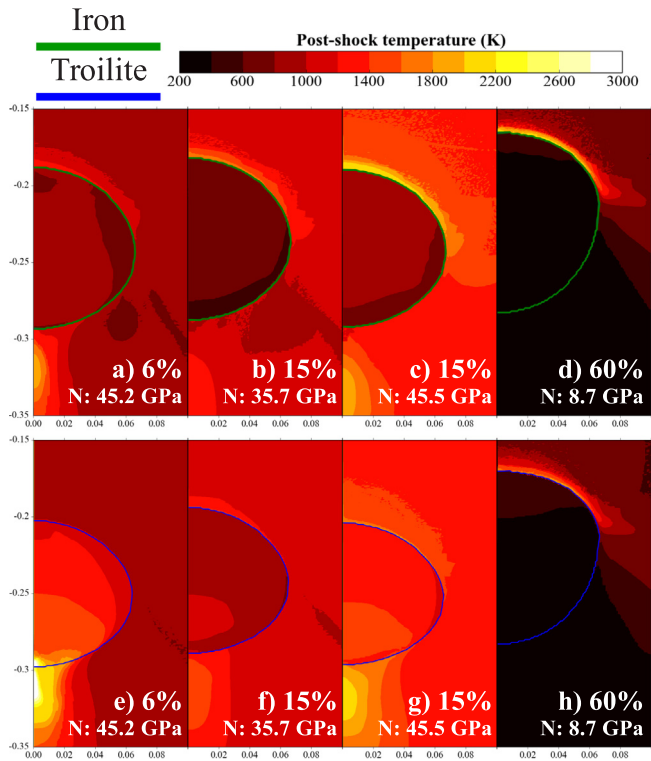 Iron
Troilite
Post-shock temperature (K)
200 600 1000 1400 1800 2200 2600 3000
-0.15
-0.2
-0.25
-0.3
-0.35
a) 6% b) 15% c) 15% d) 60%
N: 45.2 GPa N: 35.7 GPa N: 45.5 GPa N: 8.7 GPa
0.00 0.02 0.04 0.06 0.08 0.02 0.04 0.06 0.08 0.02 0.04 0.06 0.08 0.02 0.04 0.06 0.08
-0.15
-0.2
-0.25
-0.3
-0.35
e) 6% f) 15% g) 15% h) 60%
N: 45.2 GPa N: 35.7 GPa N: 45.5 GPa N: 8.7 GPa
0.00 0.02 0.04 0.06 0.08 0.02 0.04 0.06 0.08 0.02 0.04 0.06 0.08 0.02 0.04 0.06 0.08